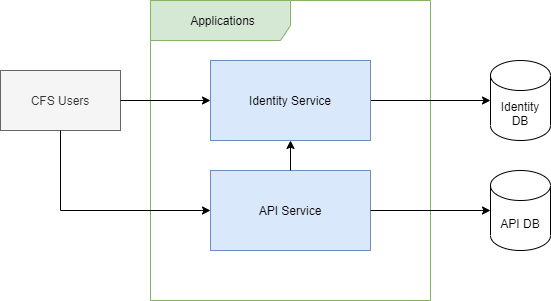 Applications
CFS Users
Identity Service
Identity
DB
API Service
API DB